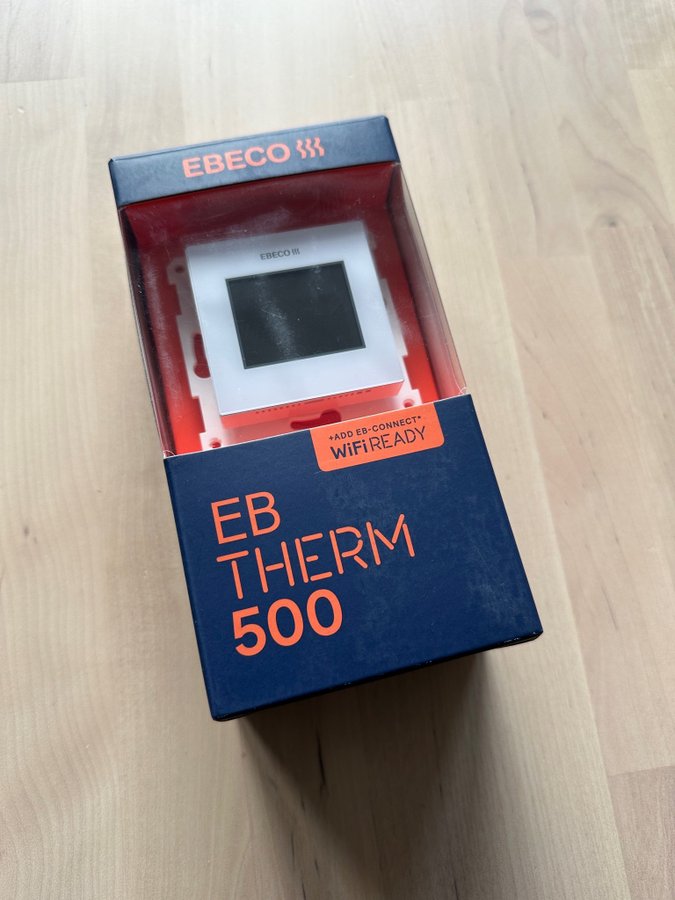 EBECO
EBECO
+ADD EB-CONNECT*
WiFi READY
EB
THERM
500